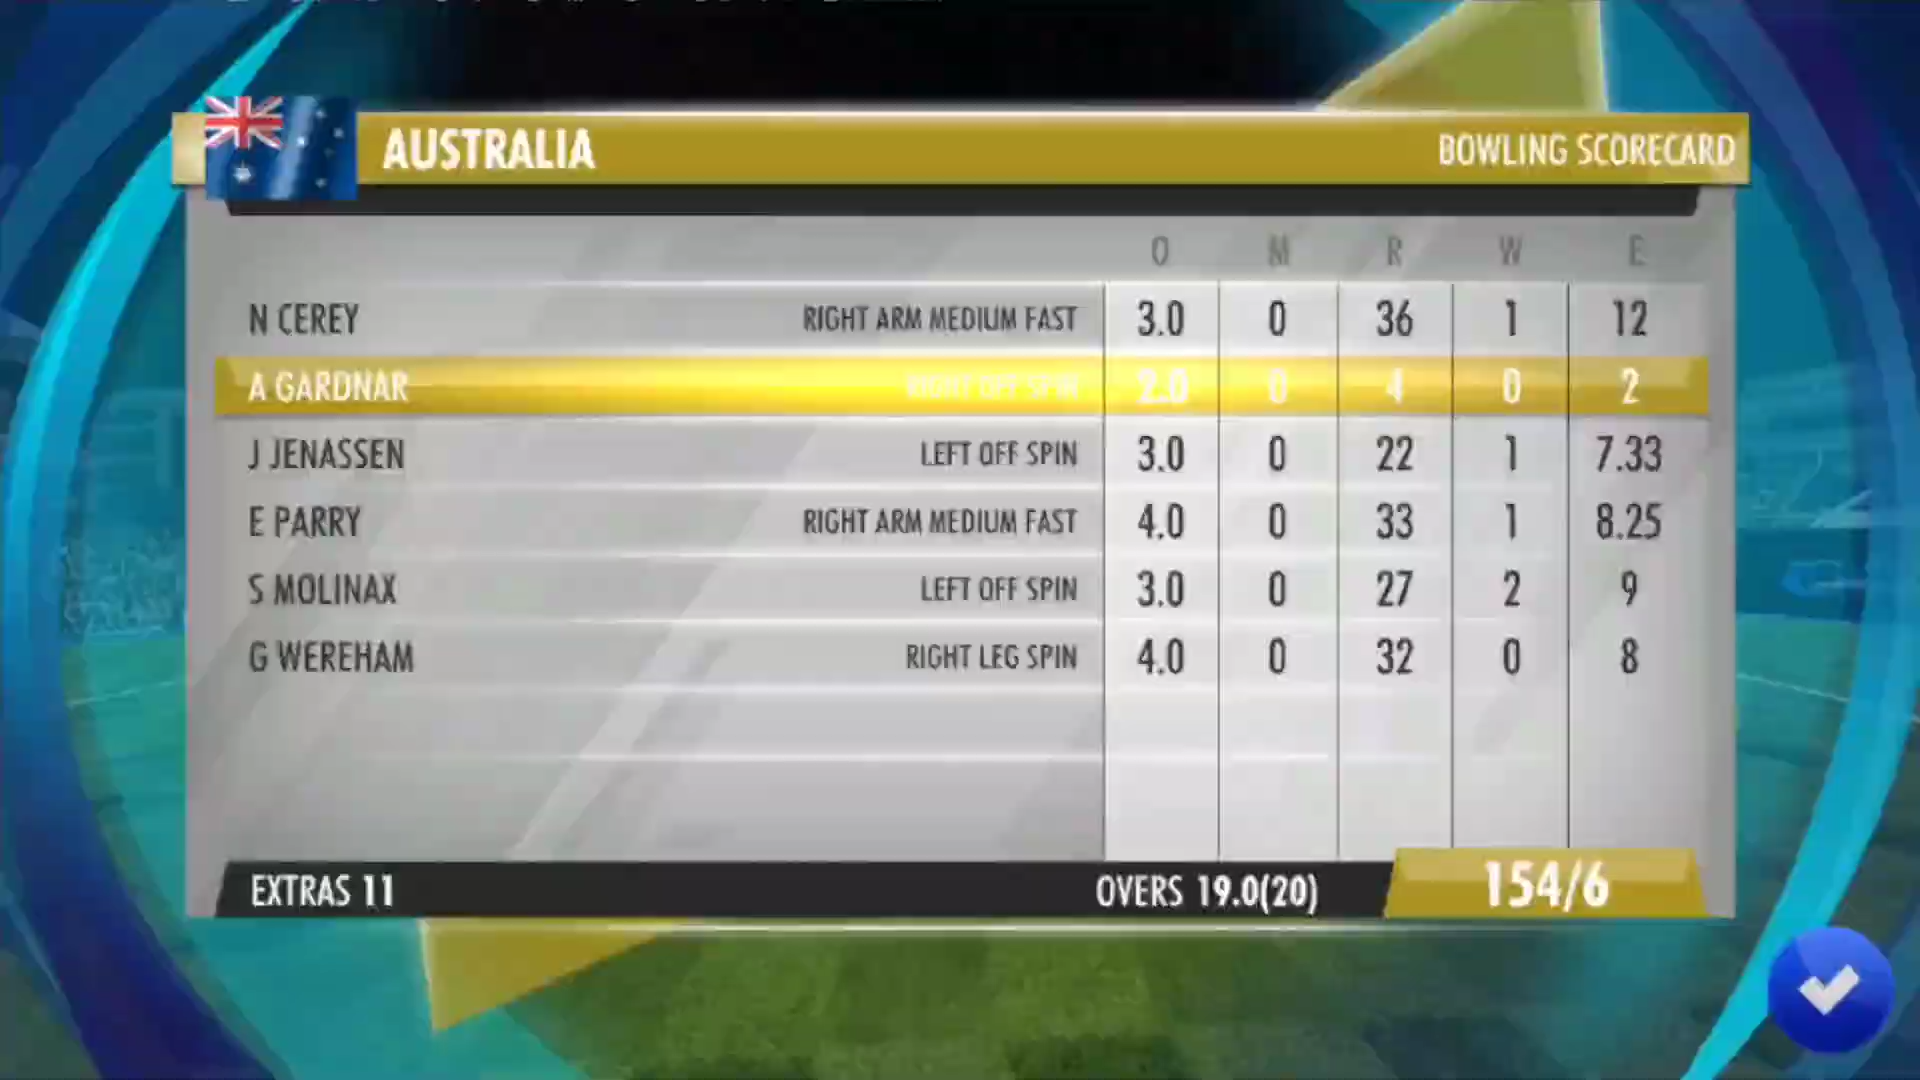 AUSTRALIA BOWLING SCORECARD
O M R W E
N CEREY RIGHT ARM MEDIUM FAST 3.0 0 36 1 12
A GARDNAR RIGHT OFF SPIN 2.0 0 4 0 2
J JENASSEN LEFT OFF SPIN 3.0 0 22 1 7.33
E PARRY RIGHT ARM MEDIUM FAST 4.0 0 33 1 8.25
S MOLINAX LEFT OFF SPIN 3.0 0 27 2 9
G WEREHAM RIGHT LEG SPIN 4.0 0 32 0 8
EXTRAS 11 OVERS 19.0(20) 154/6